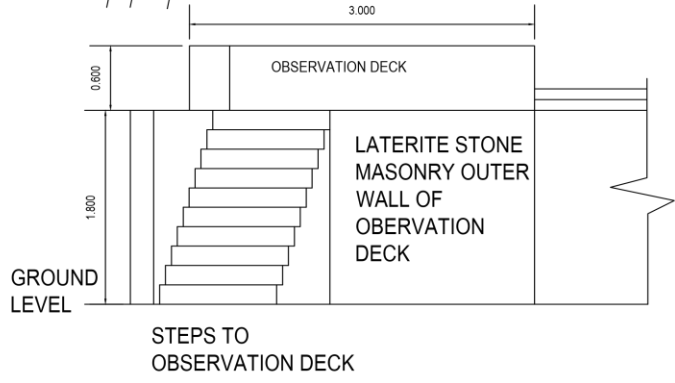 3.000
OBSERVATION DECK
0.600
LATERITE STONE
MASONRY OUTER
WALL OF
OBERVATION
DECK
1.800
GROUND
LEVEL
STEPS TO
OBSERVATION DECK